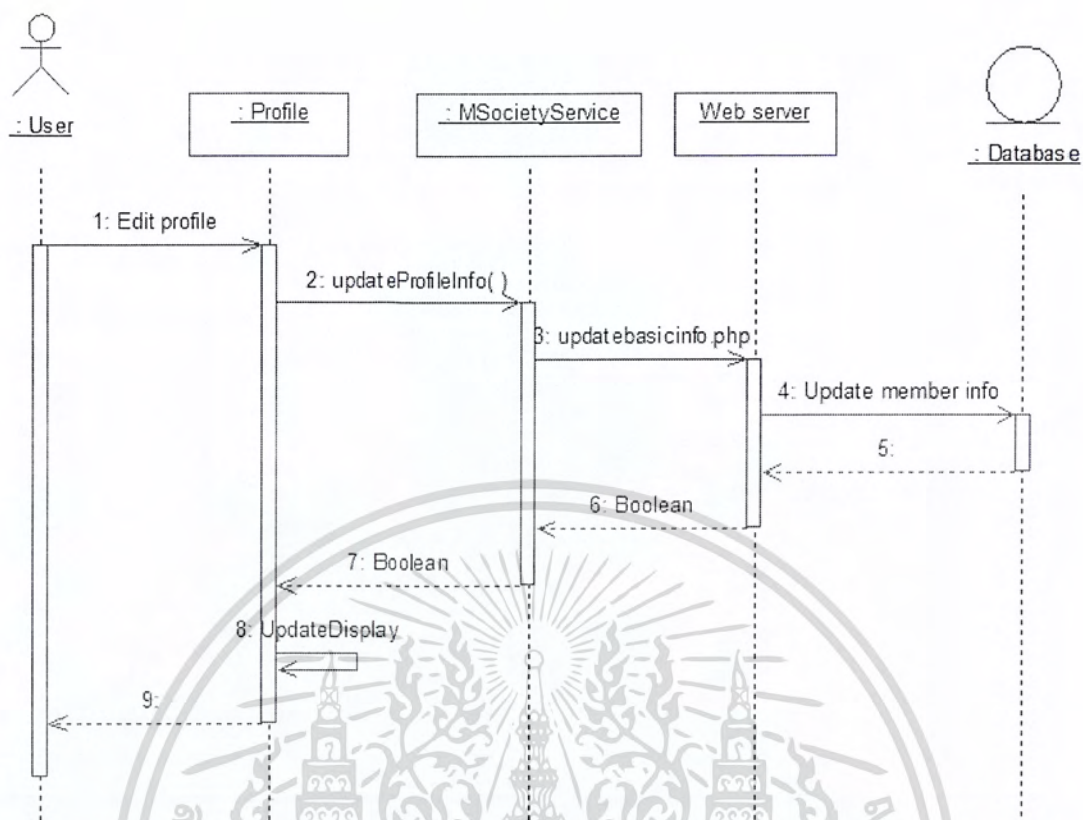 : User
: Profile
: MSocietyService
Web server
: Database
1: Edit profile
2: updateProfileInfo( )
3: updatebasicinfo.php
4: Update member info
5:
6: Boolean
7: Boolean
8: UpdateDisplay
9: